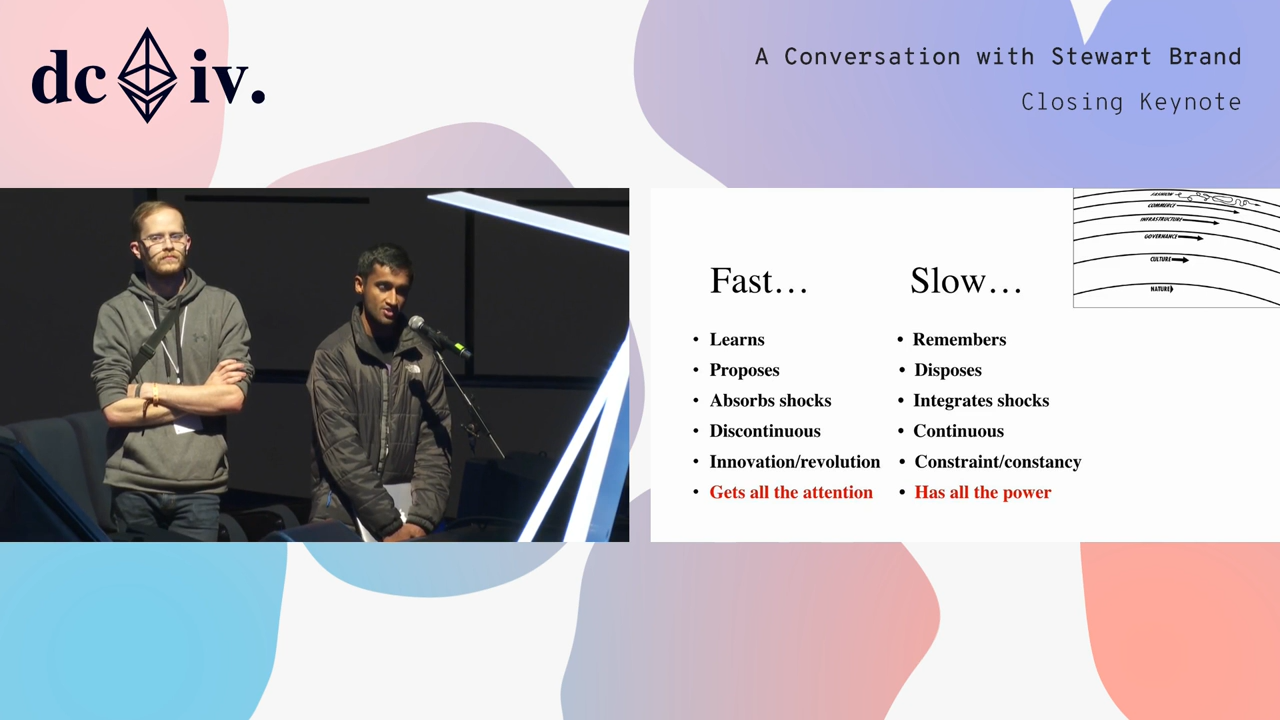 dc iv.
A Conversation with Stewart Brand
Closing Keynote
FASHION
COMMERCE
INFRASTRUCTURE
GOVERNANCE
CULTURE
NATURE
Fast…
Slow…
• Learns
• Proposes
• Absorbs shocks
• Discontinuous
• Innovation/revolution
• Gets all the attention
• Remembers
• Disposes
• Integrates shocks
• Continuous
• Constraint/constancy
• Has all the power